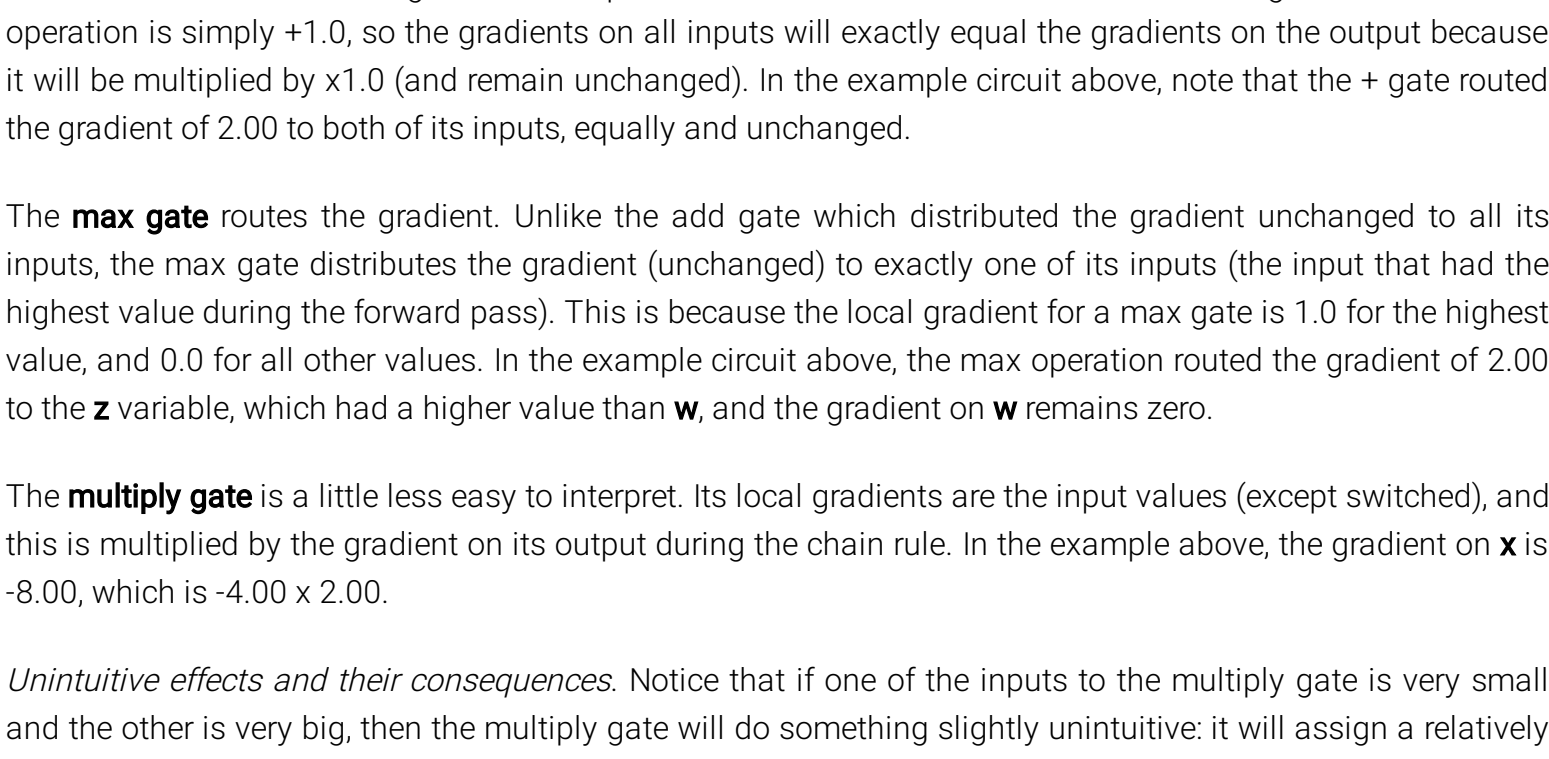 operation is simply +1.0, so the gradients on all inputs will exactly equal the gradients on the output because
it will be multiplied by x1.0 (and remain unchanged). In the example circuit above, note that the + gate routed
the gradient of 2.00 to both of its inputs, equally and unchanged.
The max gate routes the gradient. Unlike the add gate which distributed the gradient unchanged to all its
inputs, the max gate distributes the gradient (unchanged) to exactly one of its inputs (the input that had the
highest value during the forward pass). This is because the local gradient for a max gate is 1.0 for the highest
value, and 0.0 for all other values. In the example circuit above, the max operation routed the gradient of 2.00
to the z variable, which had a higher value than w, and the gradient on w remains zero.
The multiply gate is a little less easy to interpret. Its local gradients are the input values (except switched), and
this is multiplied by the gradient on its output during the chain rule. In the example above, the gradient on x is
-8.00, which is -4.00 x 2.00.
Unintuitive effects and their consequences. Notice that if one of the inputs to the multiply gate is very small
and the other is very big, then the multiply gate will do something slightly unintuitive: it will assign a relatively